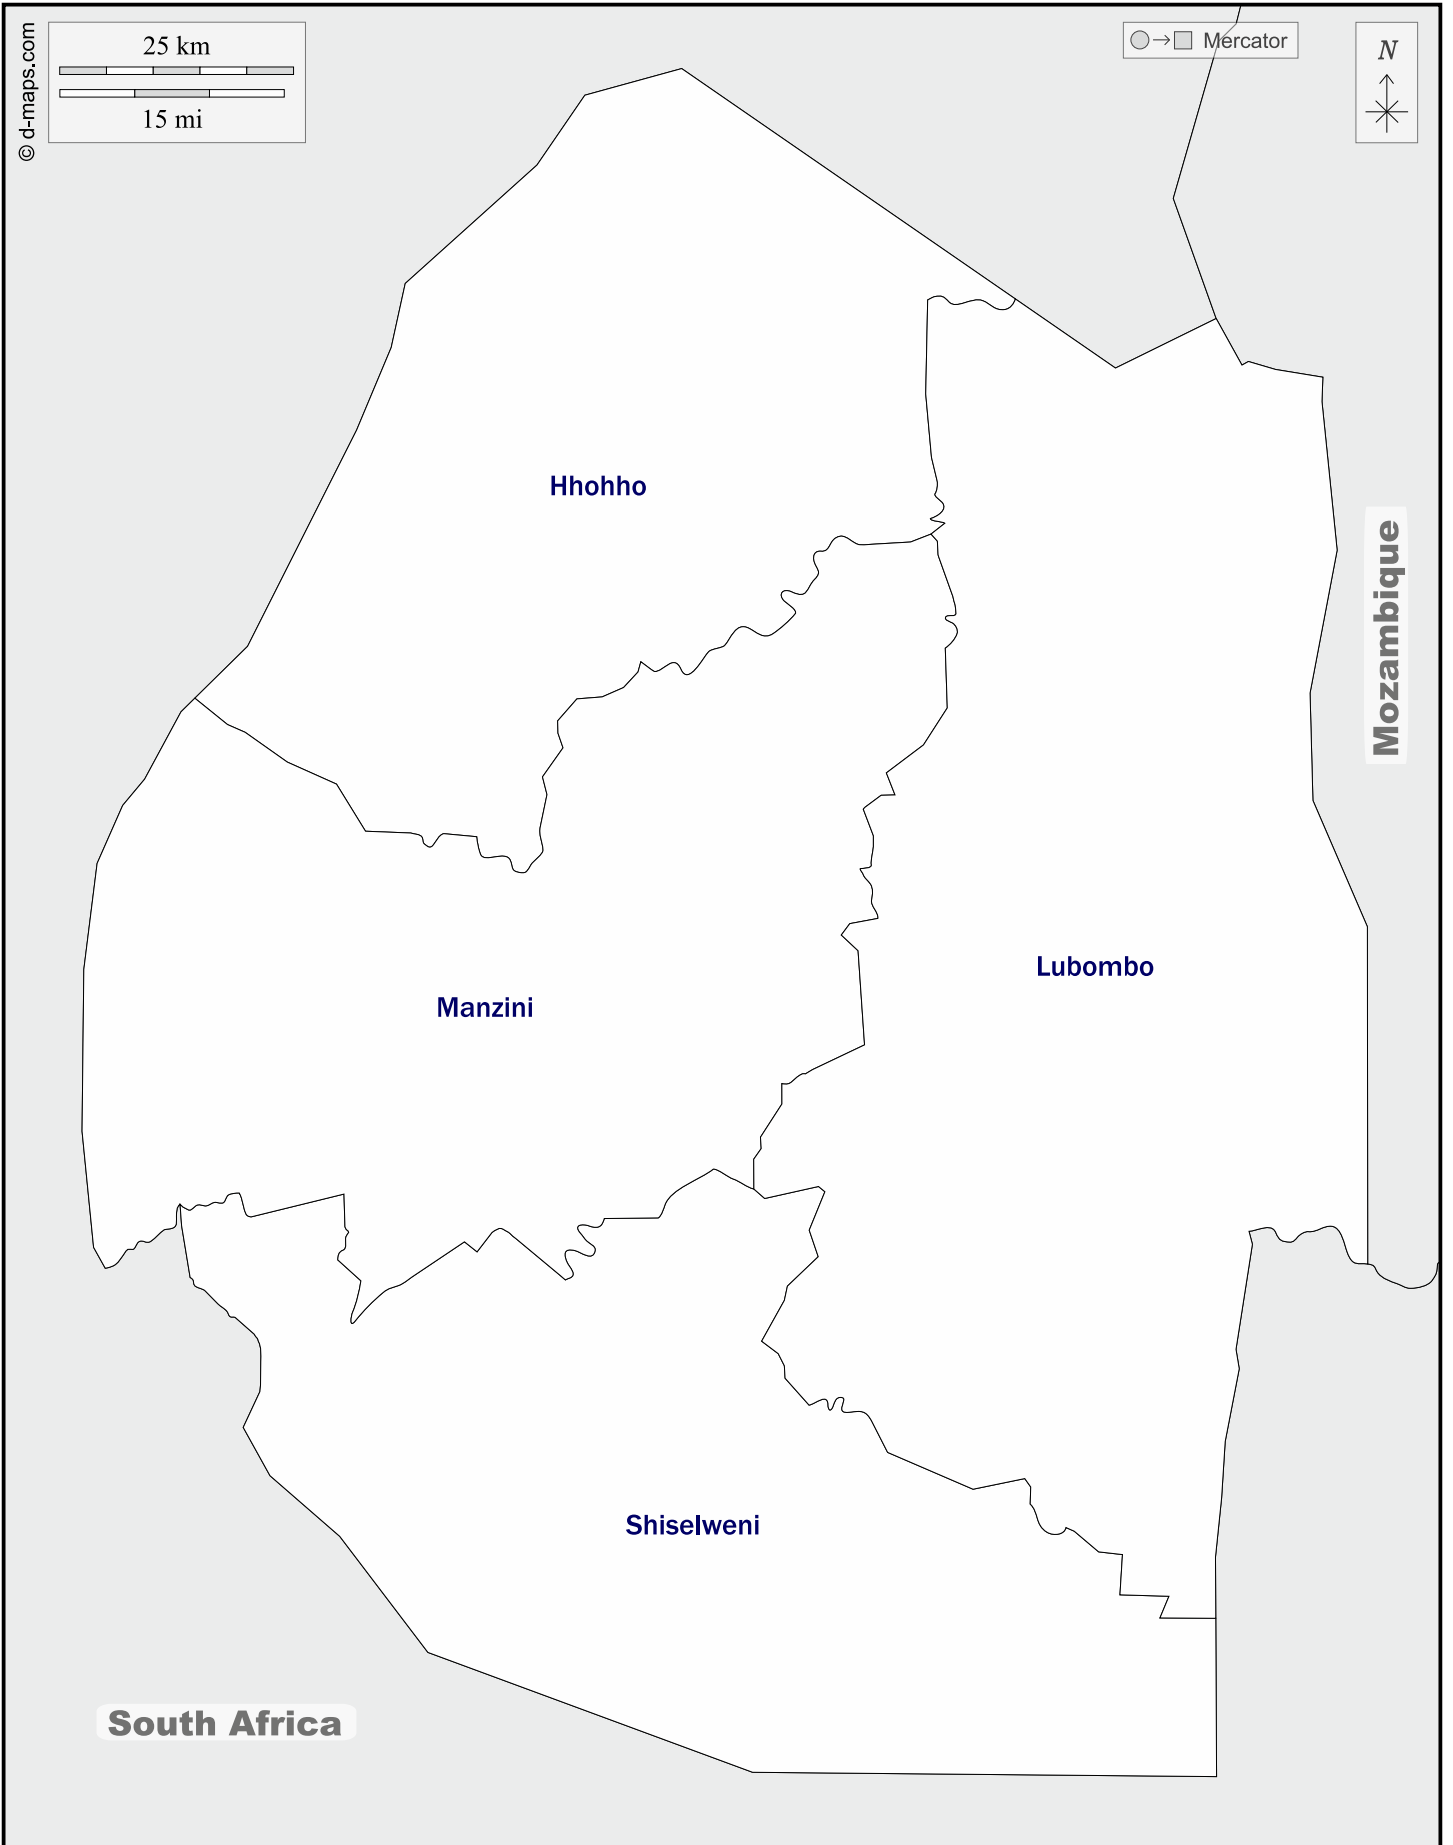 © d-maps.com
25 km
15 mi
Mercator
N
Hhohho
Mozambique
Lubombo
Manzini
Shiselweni
South Africa